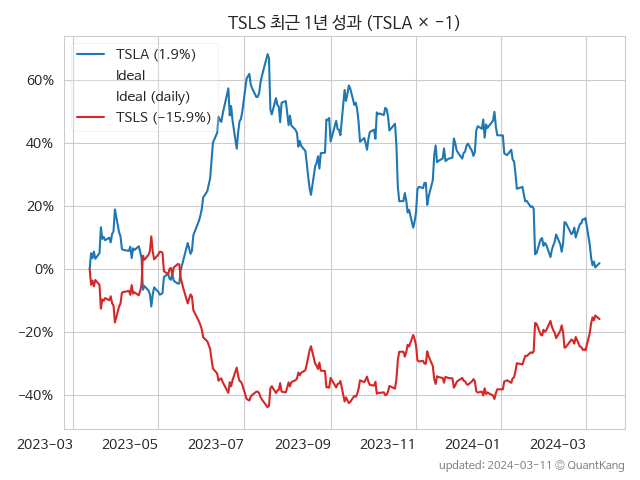 TSLS 최근 1년 성과 (TSLA × −1)
TSLA (1.9%)
Ideal
Ideal (daily)
TSLS (−15.9%)
60%
40%
20%
0%
−20%
−40%
2023−03
2023−05
2023−07
2023−09
2023−11
2024−01
2024−03
updated: 2024−03−11 © QuantKang